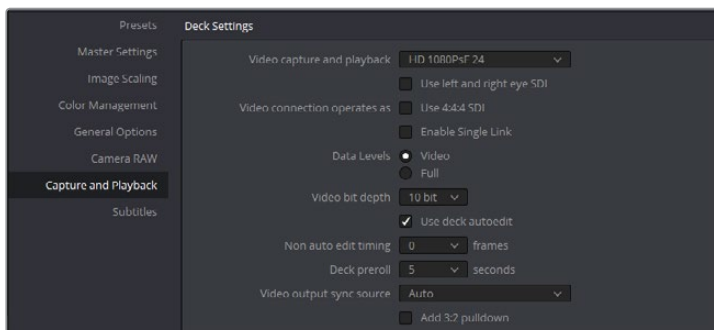 Presets
Master Settings
Image Scaling
Color Management
General Options
Camera RAW
Capture and Playback
Subtitles
Deck Settings
Video capture and playback HD 1080PsF 24
Use left and right eye SDI
Video connection operates as Use 4:4:4 SDI
Enable Single Link
Data Levels Video
Full
Video bit depth 10 bit
Use deck autoedit
Non auto edit timing 0 frames
Deck preroll 5 seconds
Video output sync source Auto
Add 3:2 pulldown